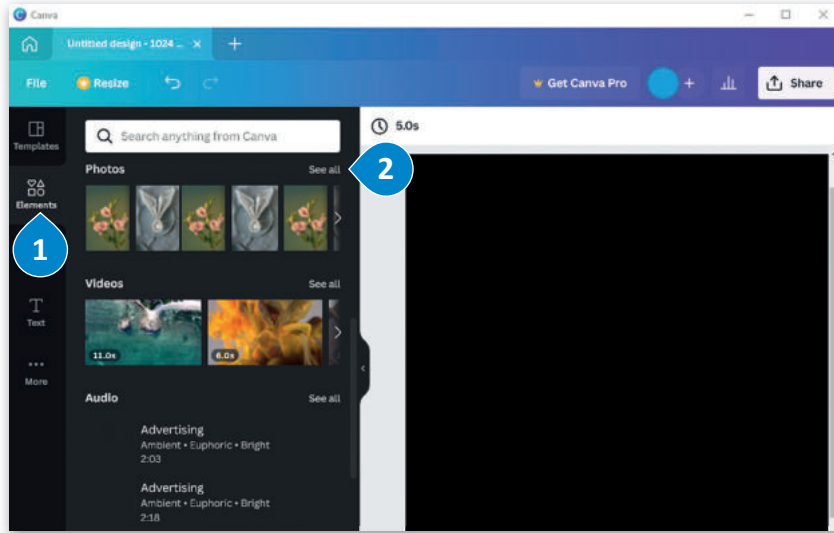 Canva
Untitled design - 1024 ...
File
Resize
Get Canva Pro
Share
Templates
Elements
Text
More
Search anything from Canva
Photos See all
2
1
Videos See all
11.0s 6.0s
Audio See all
Advertising
Ambient • Euphoric • Bright
2:03
Advertising
Ambient • Euphoric • Bright
2:18
5.0s